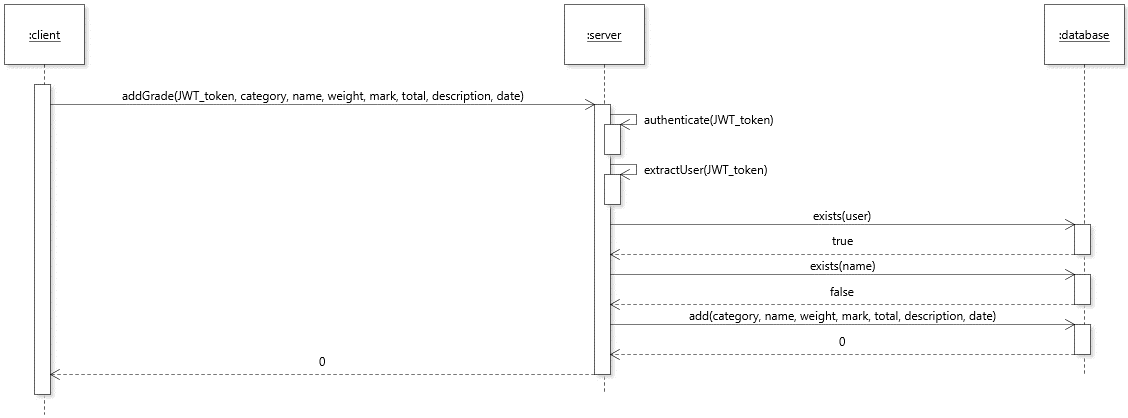 :client
:server
:database
addGrade(JWT_token, category, name, weight, mark, total, description, date)
authenticate(JWT_token)
extractUser(JWT_token)
exists(user)
true
exists(name)
false
add(category, name, weight, mark, total, description, date)
0
0